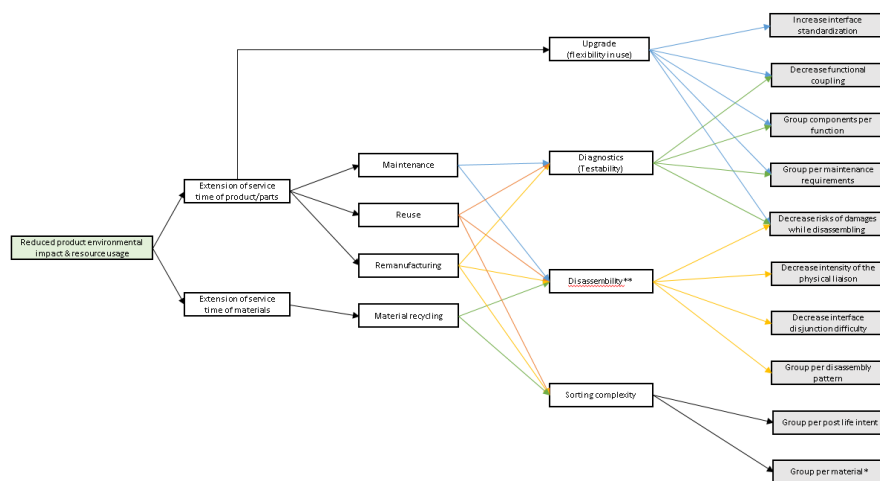 Reduced product environmental
impact & resource usage
Extension of service
time of product/parts
Extension of service
time of materials
Maintenance
Reuse
Remanufacturing
Material recycling
Upgrade
(flexibility in use)
Diagnostics
(Testability)
Disassembility**
Sorting complexity
Increase interface
standardization
Decrease functional
coupling
Group components per
function
Group per maintenance
requirements
Decrease risks of damages
while disassembling
Decrease intensity of the
physical liaison
Decrease interface
disjunction difficulty
Group per disassembly
pattern
Group per post life intent
Group per material*